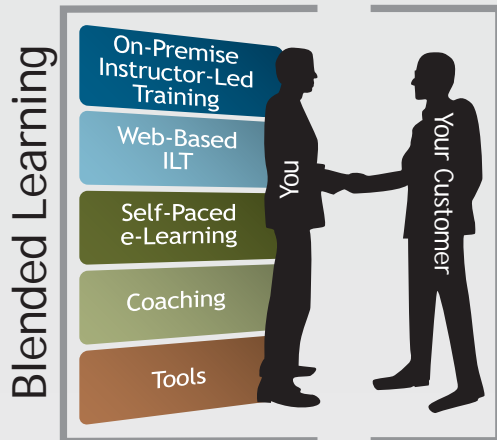 Blended Learning
On-Premise
Instructor-Led
Training
Web-Based
ILT
Self-Paced
e-Learning
Coaching
Tools
You
Your Customer